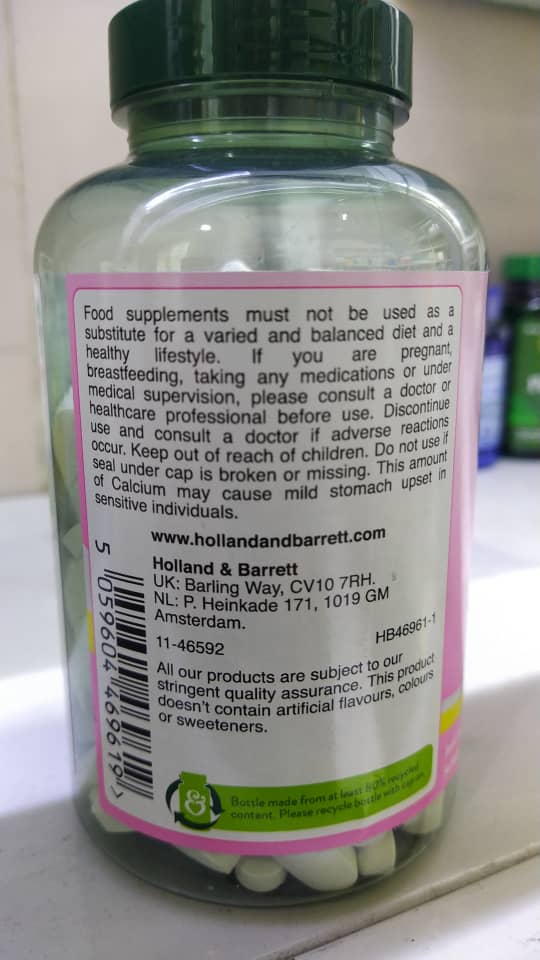 Food supplements must not be used as a
substitute for a varied and balanced diet and a
healthy lifestyle. If you are pregnant,
breastfeeding, taking any medications or under
medical supervision, please consult a doctor or
healthcare professional before use. Discontinue
use and consult a doctor if adverse reactions
occur. Keep out of reach of children. Do not use if
seal under cap is broken or missing. This amount
of Calcium may cause mild stomach upset in
sensitive individuals.
www.hollandandbarrett.com
Holland & Barrett
UK: Barling Way, CV10 7RH.
NL: P. Heinkade 171, 1019 GM
Amsterdam.
11-46592
HB46961-1
All our products are subject to our
stringent quality assurance. This product
doesn't contain artificial flavours, colours
or sweeteners.
5 059604 469619 >
&
Bottle made from at least 80% recycled
content. Please recycle bottle with cap on.